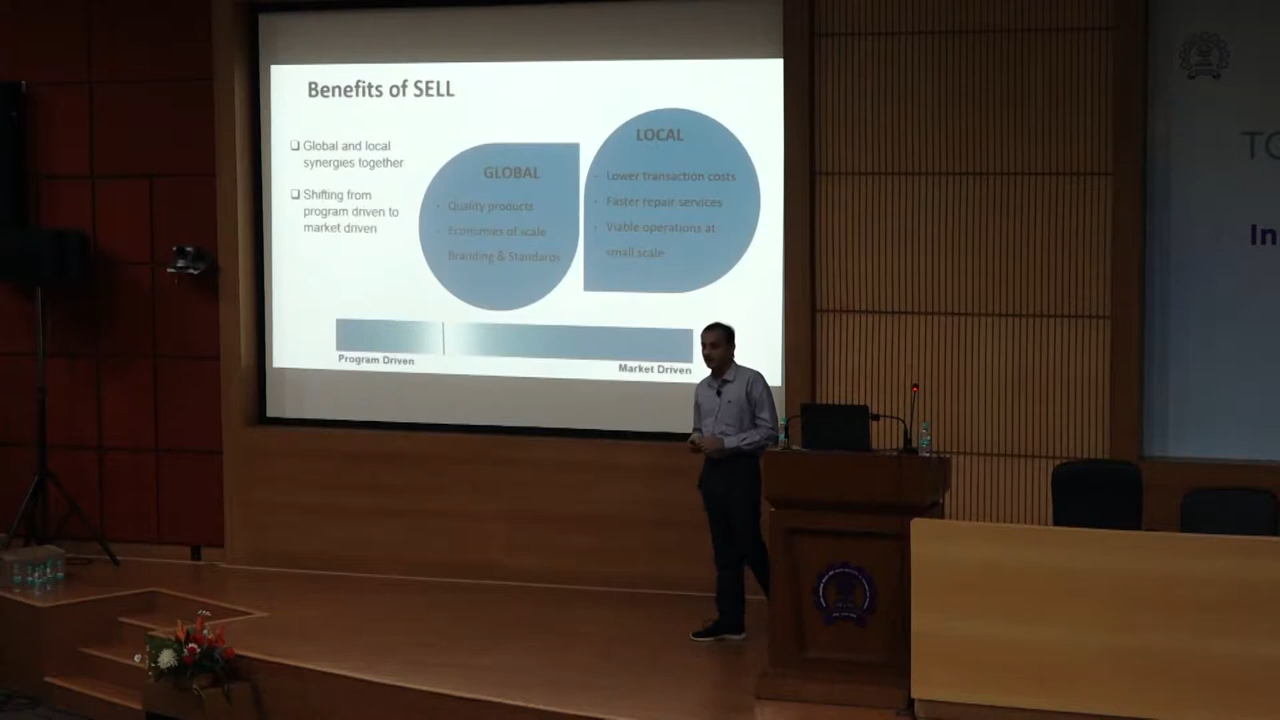 Benefits of SELL
❑ Global and local
synergies together
❑ Shifting from
program driven to
market driven
GLOBAL
- Quality products
- Economies of scale
Branding & Standards
LOCAL
- Lower transaction costs
- Faster repair services
- Viable operations at
small scale
Program Driven
Market Driven
TO
In